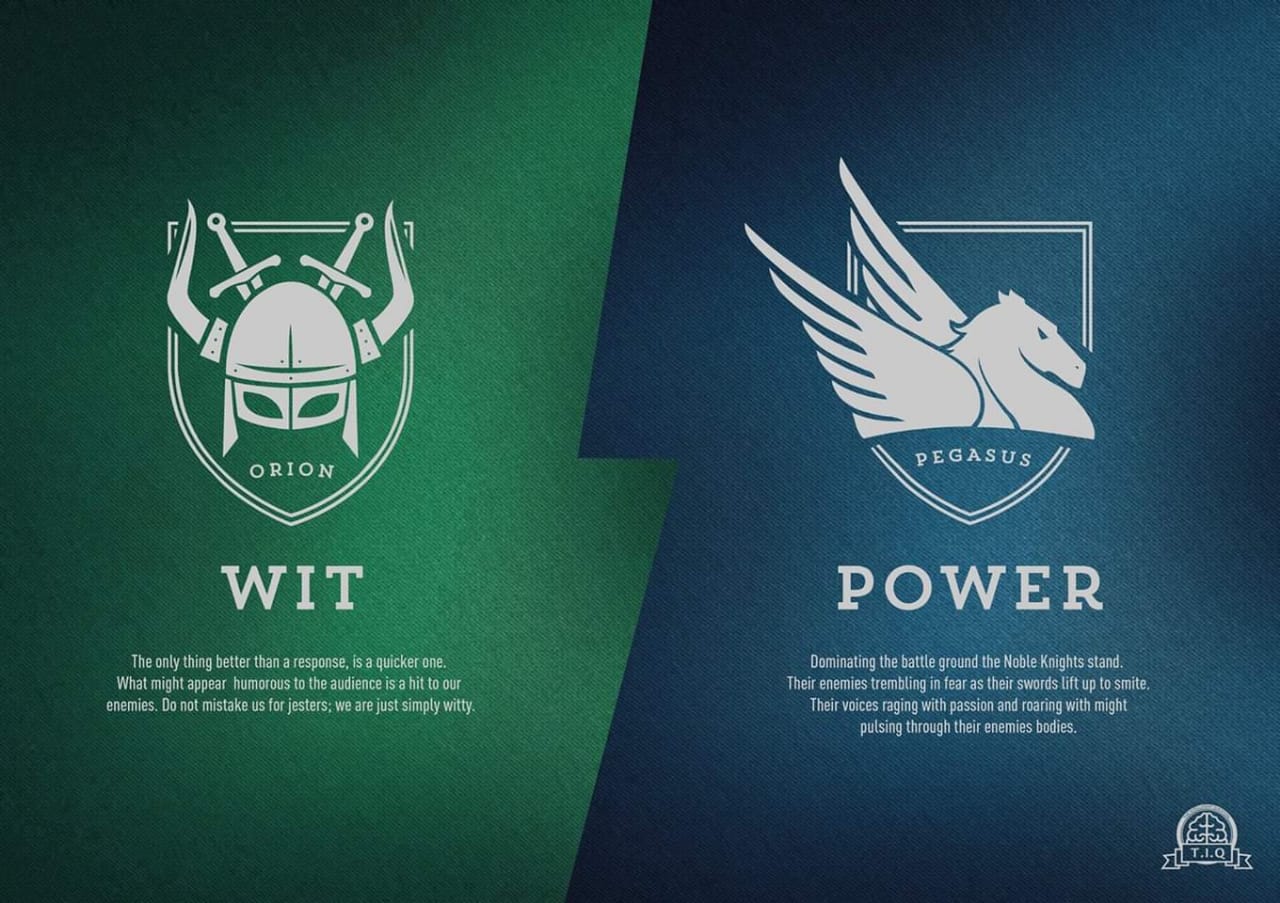 ORION
WIT
The only thing better than a response, is a quicker one.
What might appear  humorous to the audience is a hit to our
enemies. Do not mistake us for jesters; we are just simply witty.
PEGASUS
POWER
Dominating the battle ground the Noble Knights stand.
Their enemies trembling in fear as their swords lift up to smite.
Their voices raging with passion and roaring with might
pulsing through their enemies bodies.
T.I.Q